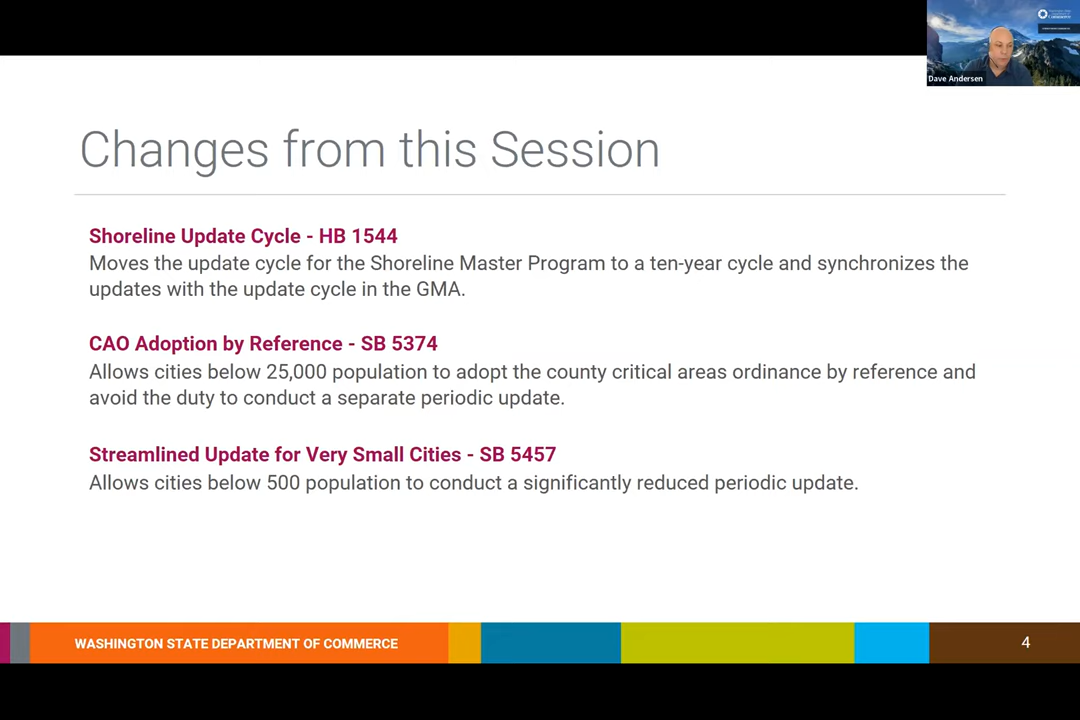 Commerce
Dave Andersen
Changes from this Session
Shoreline Update Cycle - HB 1544
Moves the update cycle for the Shoreline Master Program to a ten-year cycle and synchronizes the
updates with the update cycle in the GMA.
CAO Adoption by Reference - SB 5374
Allows cities below 25,000 population to adopt the county critical areas ordinance by reference and
avoid the duty to conduct a separate periodic update.
Streamlined Update for Very Small Cities - SB 5457
Allows cities below 500 population to conduct a significantly reduced periodic update.
WASHINGTON STATE DEPARTMENT OF COMMERCE
4